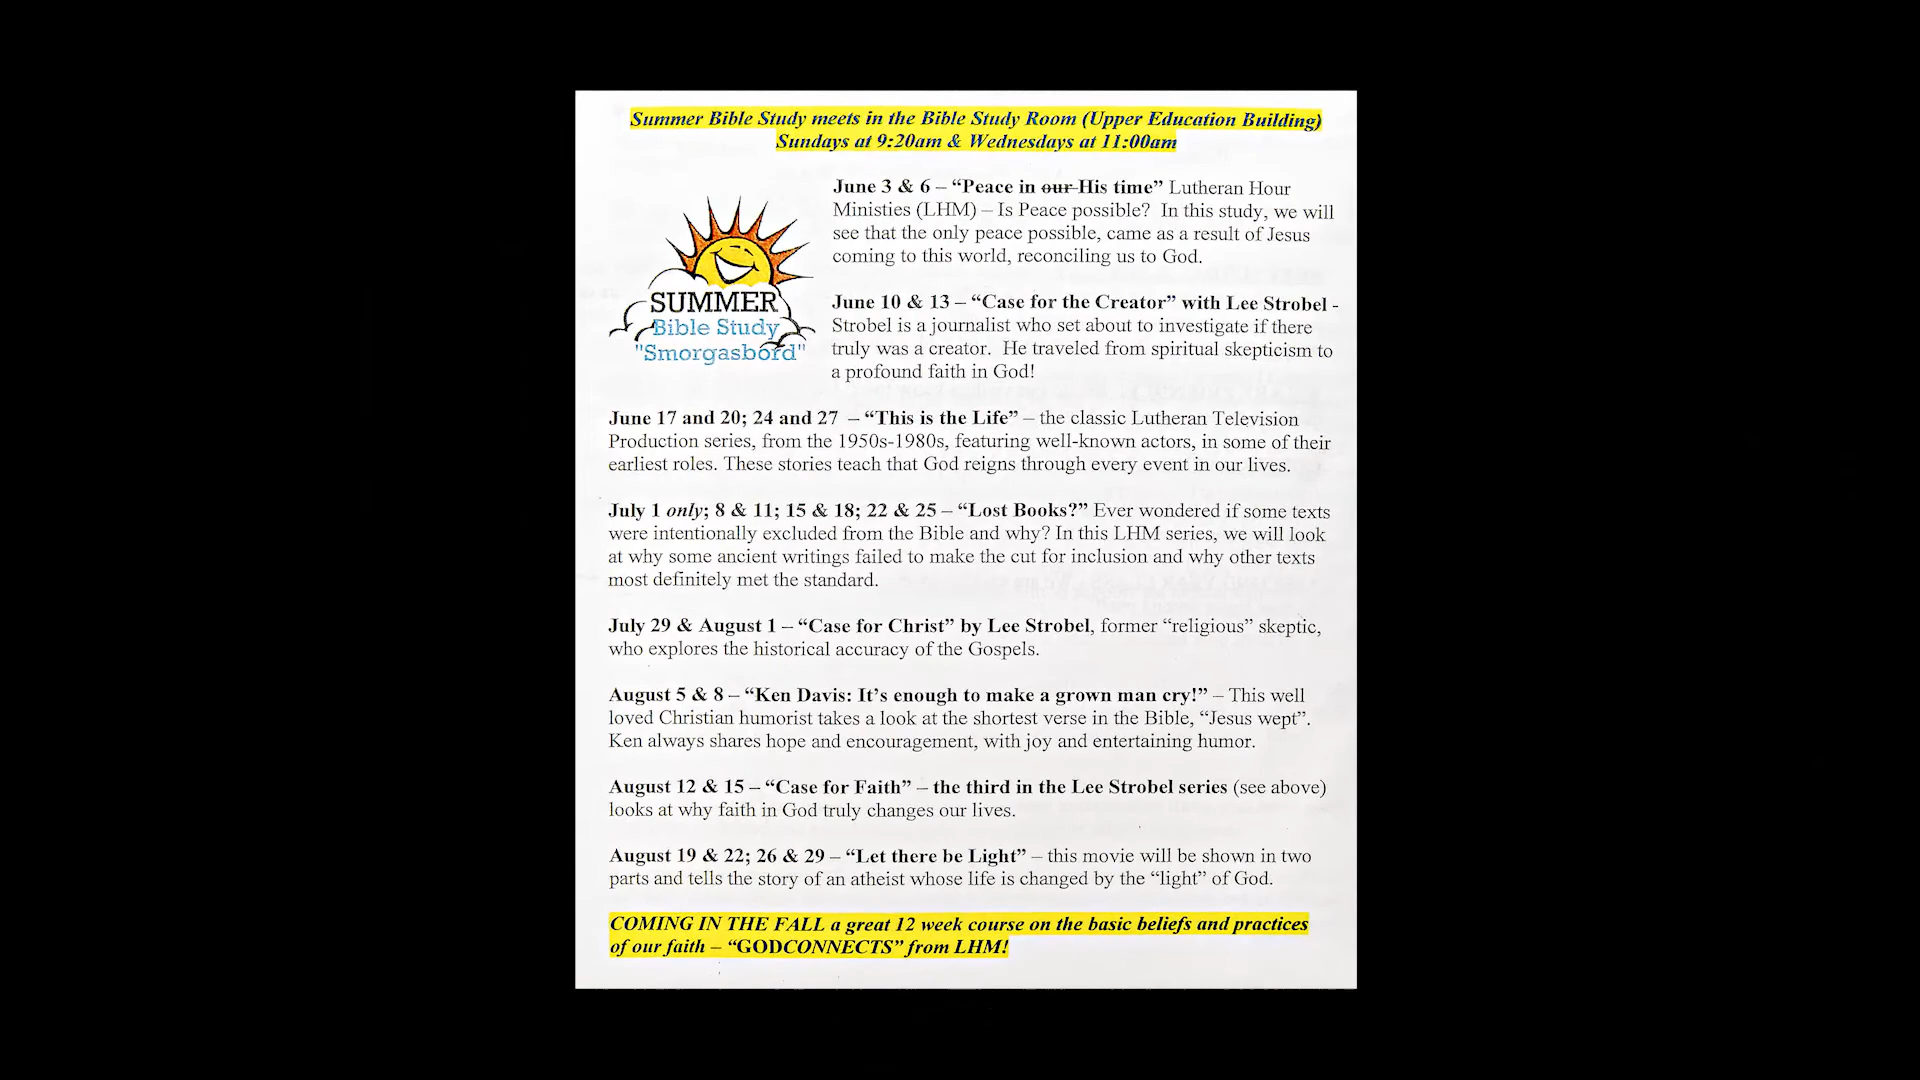 Summer Bible Study meets in the Bible Study Room (Upper Education Building)
Sundays at 9:20am & Wednesdays at 11:00am
SUMMER
Bible Study
"Smorgasbord"
June 3 & 6 – “Peace in our His time” Lutheran Hour
Ministies (LHM) – Is Peace possible? In this study, we will
see that the only peace possible, came as a result of Jesus
coming to this world, reconciling us to God.
June 10 & 13 – “Case for the Creator” with Lee Strobel -
Strobel is a journalist who set about to investigate if there
truly was a creator. He traveled from spiritual skepticism to
a profound faith in God!
June 17 and 20; 24 and 27 – “This is the Life” – the classic Lutheran Television
Production series, from the 1950s-1980s, featuring well-known actors, in some of their
earliest roles. These stories teach that God reigns through every event in our lives.
July 1 only; 8 & 11; 15 & 18; 22 & 25 – “Lost Books?” Ever wondered if some texts
were intentionally excluded from the Bible and why? In this LHM series, we will look
at why some ancient writings failed to make the cut for inclusion and why other texts
most definitely met the standard.
July 29 & August 1 – “Case for Christ” by Lee Strobel, former “religious” skeptic,
who explores the historical accuracy of the Gospels.
August 5 & 8 – “Ken Davis: It’s enough to make a grown man cry!” – This well
loved Christian humorist takes a look at the shortest verse in the Bible, “Jesus wept”.
Ken always shares hope and encouragement, with joy and entertaining humor.
August 12 & 15 – “Case for Faith” – the third in the Lee Strobel series (see above)
looks at why faith in God truly changes our lives.
August 19 & 22; 26 & 29 – “Let there be Light” – this movie will be shown in two
parts and tells the story of an atheist whose life is changed by the “light” of God.
COMING IN THE FALL a great 12 week course on the basic beliefs and practices
of our faith – “GODCONNECTS” from LHM!